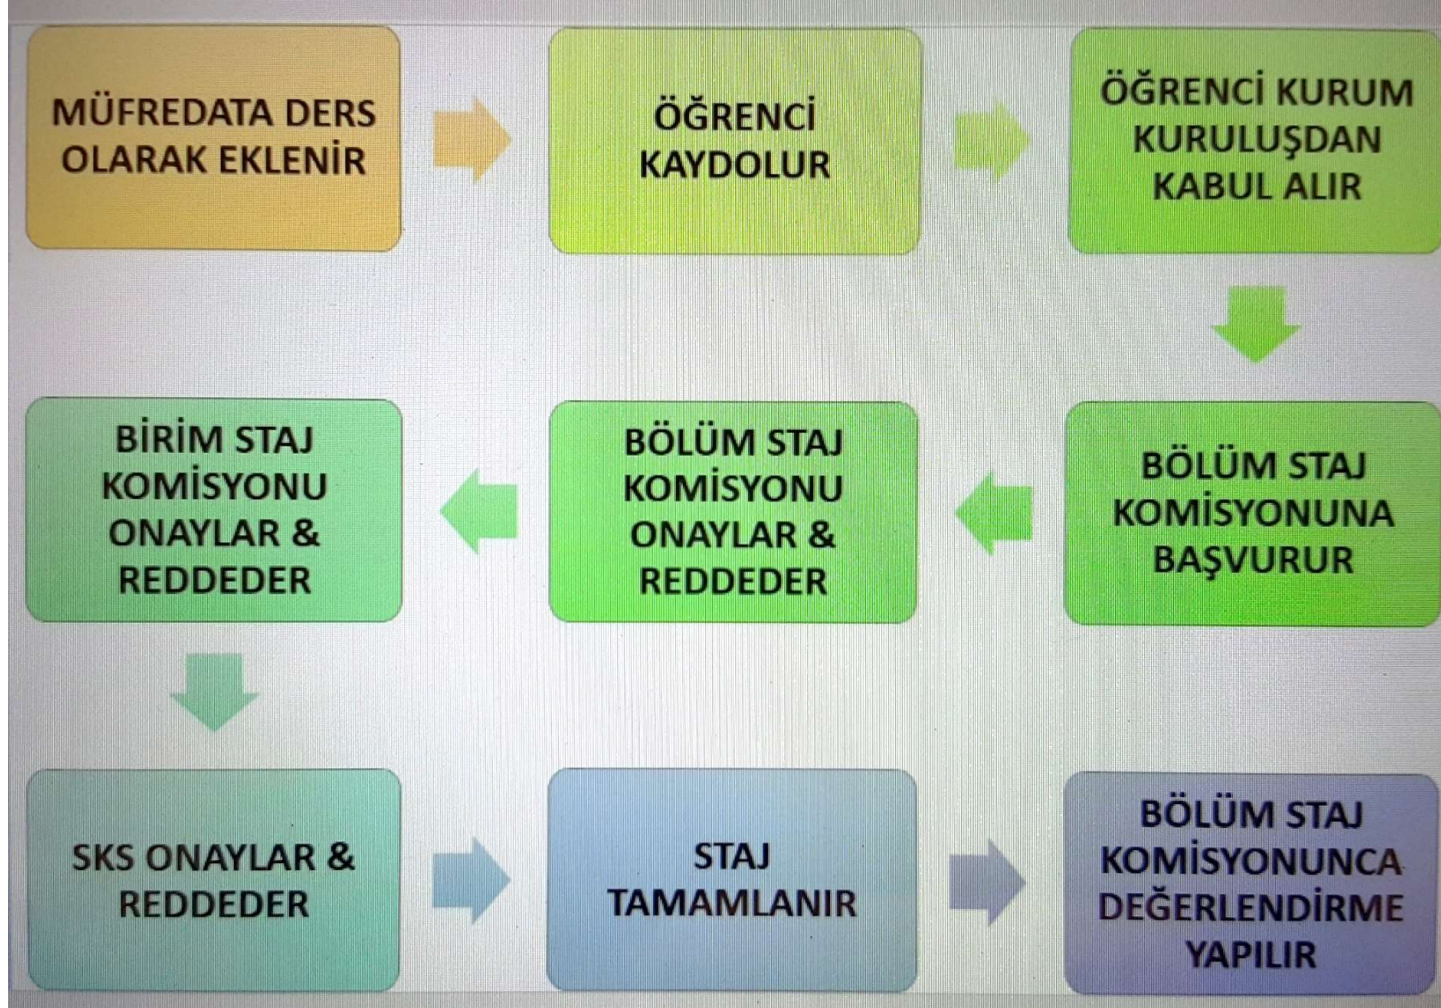 MÜFREDATA DERS
OLARAK EKLENİR
ÖĞRENCİ
KAYDOLUR
ÖĞRENCİ KURUM
KURULUŞDAN
KABUL ALIR
BÖLÜM STAJ
KOMİSYONUNA
BAŞVURUR
BÖLÜM STAJ
KOMİSYONU
ONAYLAR &
REDDEDER
BİRİM STAJ
KOMİSYONU
ONAYLAR &
REDDEDER
SKS ONAYLAR &
REDDEDER
STAJ
TAMAMLANIR
BÖLÜM STAJ
KOMİSYONUNCA
DEĞERLENDİRME
YAPILIR